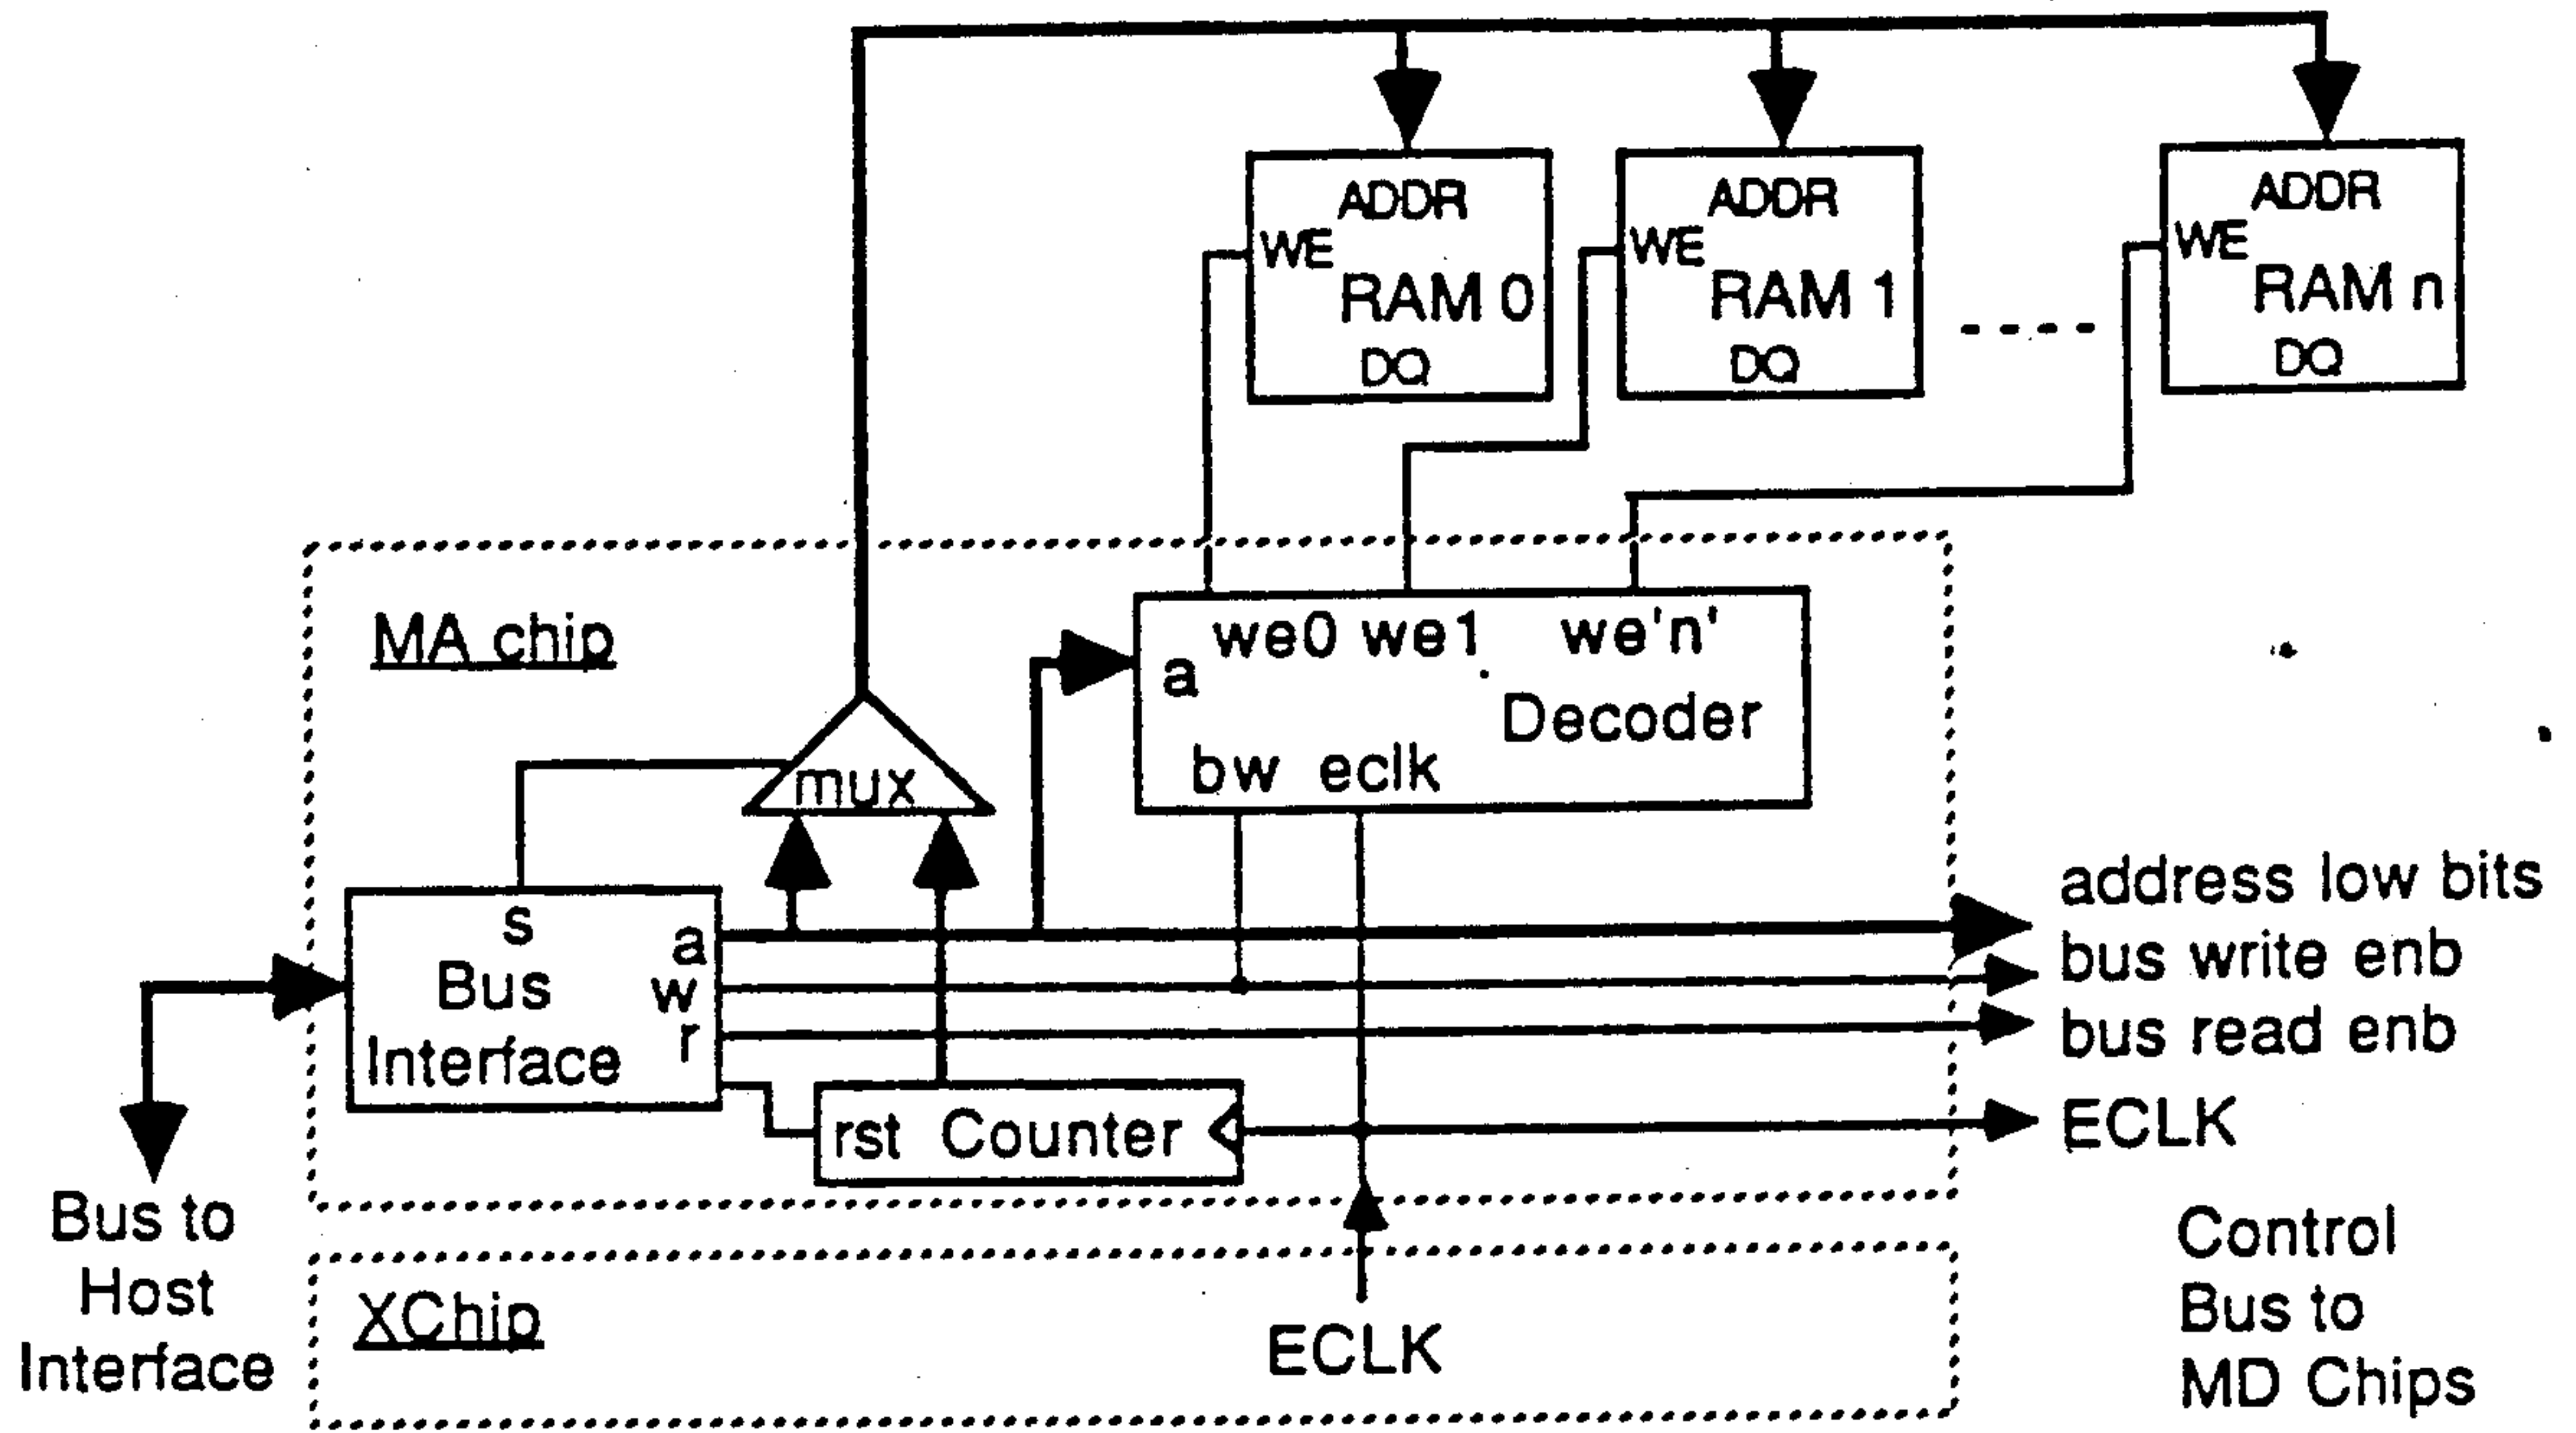 ADDR
WE
RAM 0
DQ
ADDR
WE
RAM 1
DQ
ADDR
WE
RAM n
DQ
MA chip
we0 we1 we'n'
a
Decoder
bw eclk
mux
s
a
Bus
w
r
Interface
rst Counter
address low bits
bus write enb
bus read enb
ECLK
Bus to
Host
Interface
XChip
ECLK
Control
Bus to
MD Chips